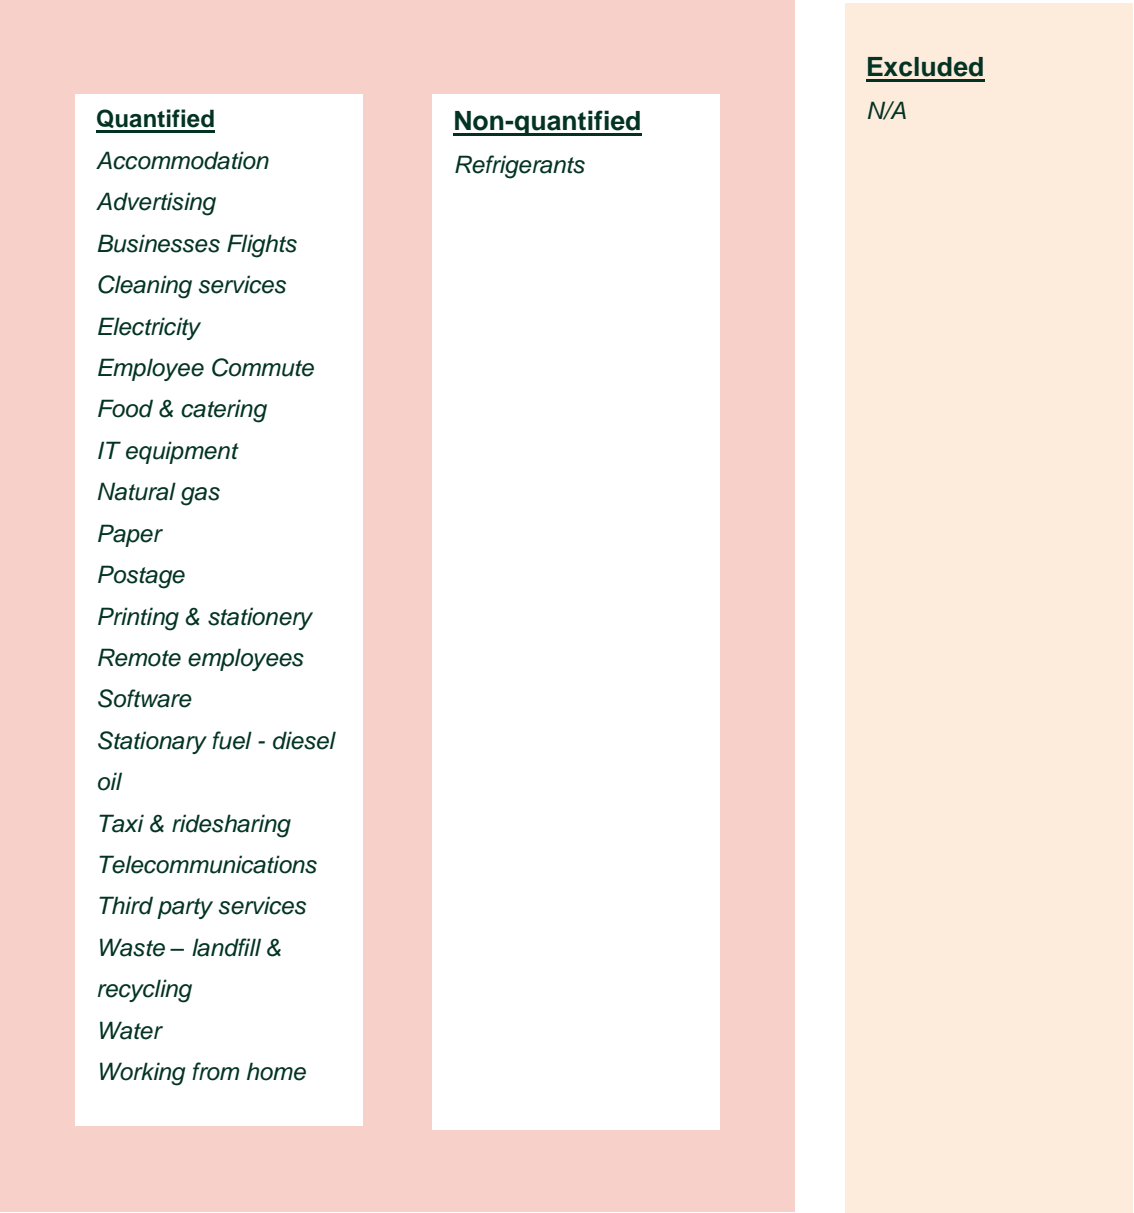 Quantified
Accommodation
Advertising
Businesses Flights
Cleaning services
Electricity
Employee Commute
Food & catering
IT equipment
Natural gas
Paper
Postage
Printing & stationery
Remote employees
Software
Stationary fuel - diesel
oil
Taxi & ridesharing
Telecommunications
Third party services
Waste – landfill &
recycling
Water
Working from home
Non-quantified
Refrigerants
Excluded
N/A